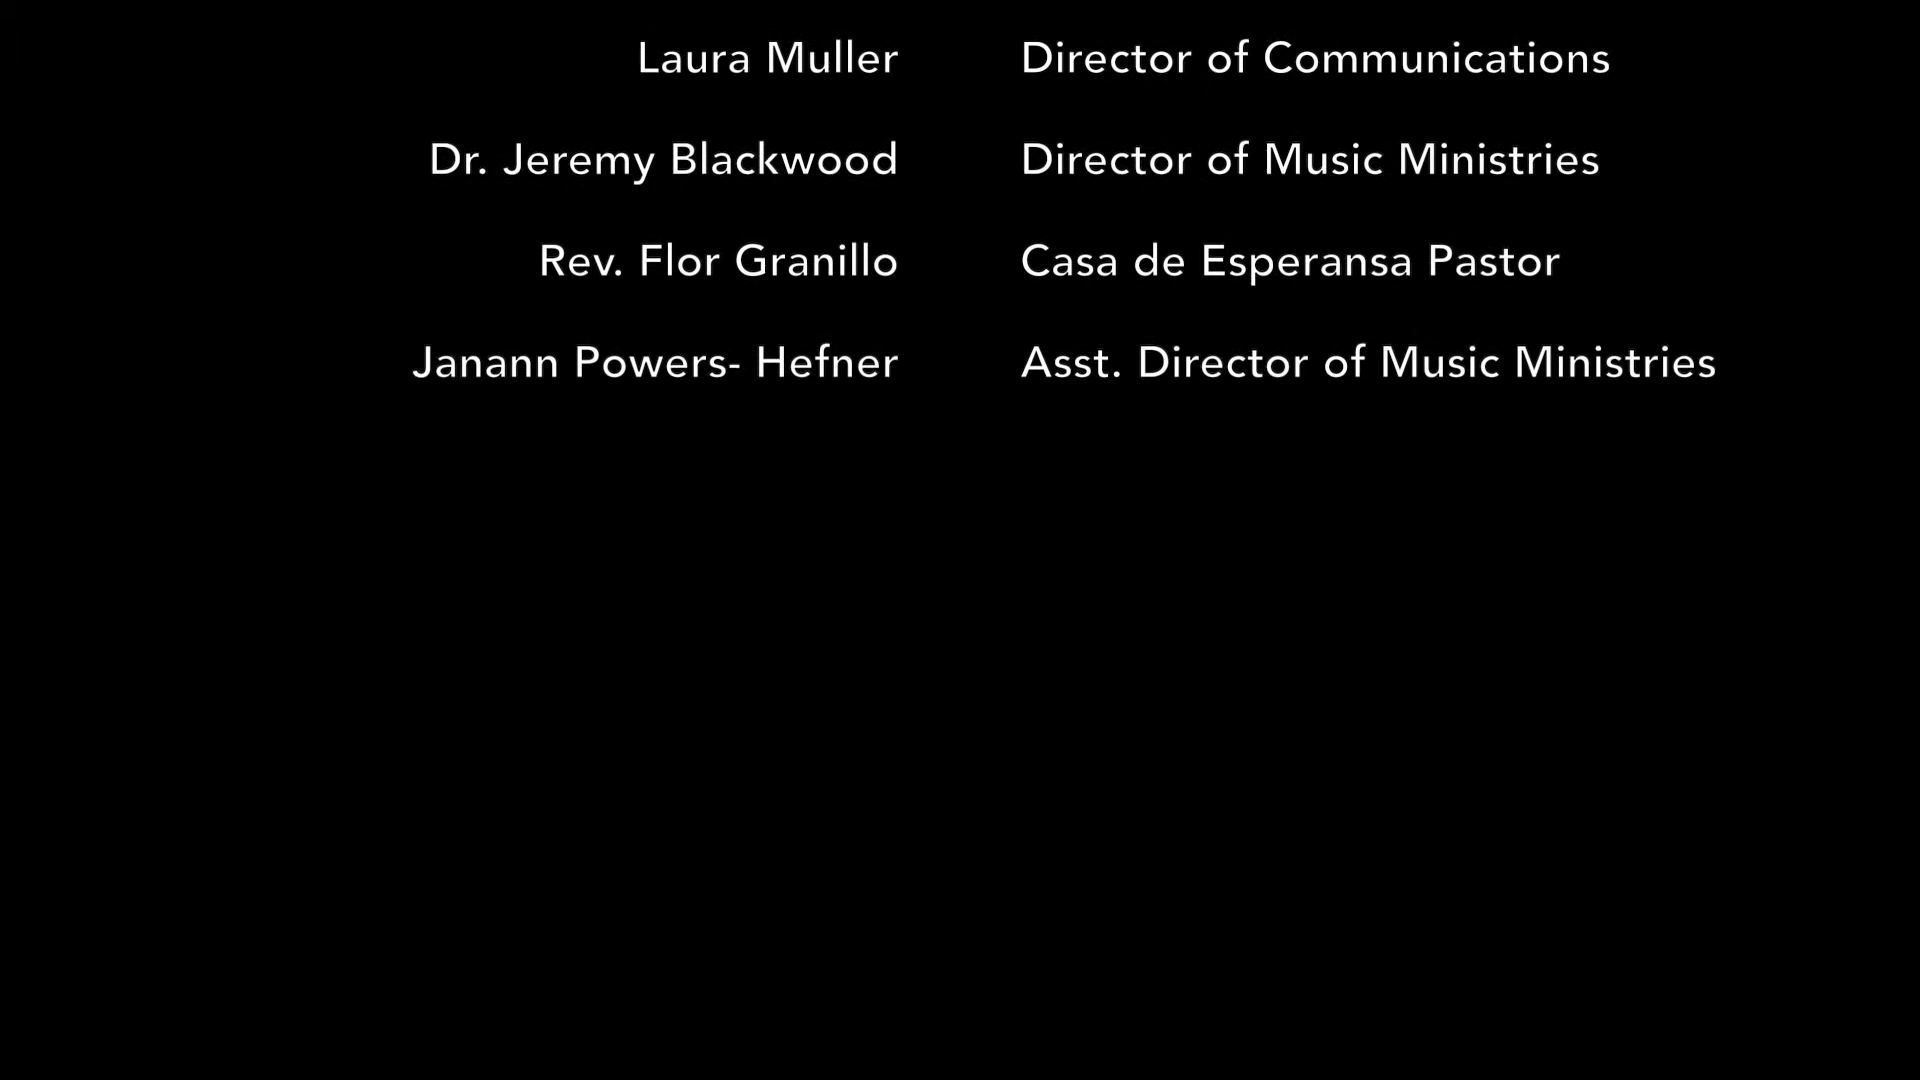 Laura Muller Director of Communications
Dr. Jeremy Blackwood Director of Music Ministries
Rev. Flor Granillo Casa de Esperansa Pastor
Janann Powers- Hefner Asst. Director of Music Ministries